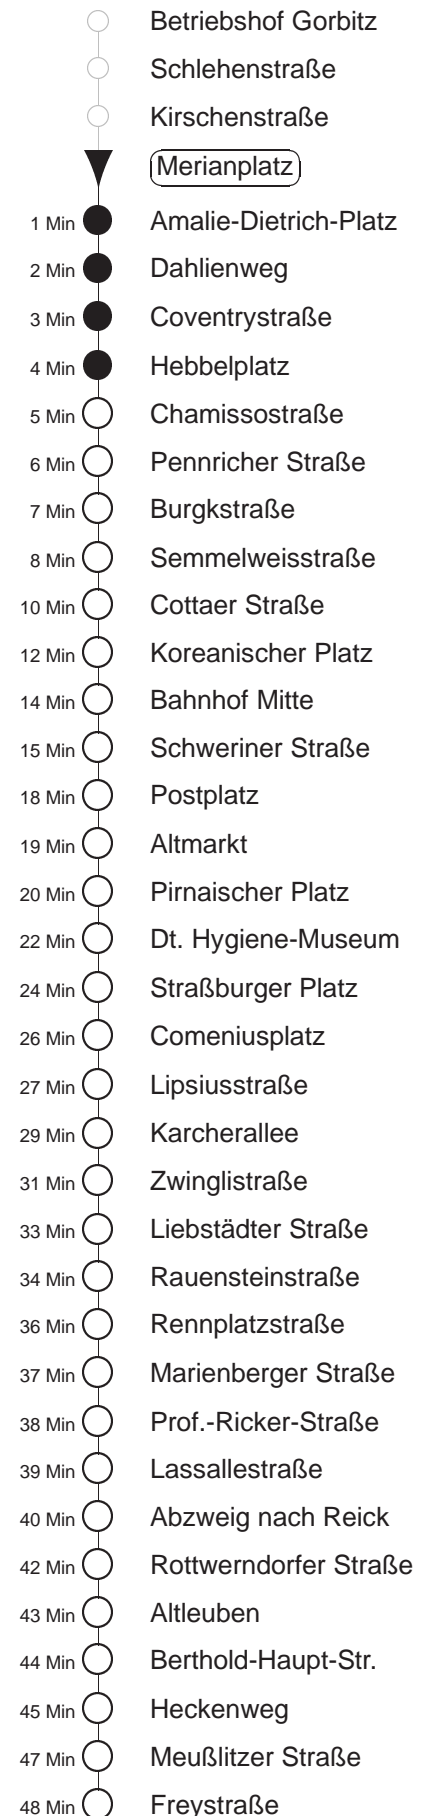 Betriebshof Gorbitz
Schlehenstraße
Kirschenstraße
Merianplatz
1 Min Amalie-Dietrich-Platz
2 Min Dahlienweg
3 Min Coventrystraße
4 Min Hebbelplatz
5 Min Chamissostraße
6 Min Pennricher Straße
7 Min Burgkstraße
8 Min Semmelweisstraße
10 Min Cottaer Straße
12 Min Koreanischer Platz
14 Min Bahnhof Mitte
15 Min Schweriner Straße
18 Min Postplatz
19 Min Altmarkt
20 Min Pirnaischer Platz
22 Min Dt. Hygiene-Museum
24 Min Straßburger Platz
26 Min Comeniusplatz
27 Min Lipsiusstraße
29 Min Karcherallee
31 Min Zwinglistraße
33 Min Liebstädter Straße
34 Min Rauensteinstraße
36 Min Rennplatzstraße
37 Min Marienberger Straße
38 Min Prof.-Ricker-Straße
39 Min Lassallestraße
40 Min Abzweig nach Reick
42 Min Rottwerndorfer Straße
43 Min Altleuben
44 Min Berthold-Haupt-Str.
45 Min Heckenweg
47 Min Meußlitzer Straße
48 Min Freystraße